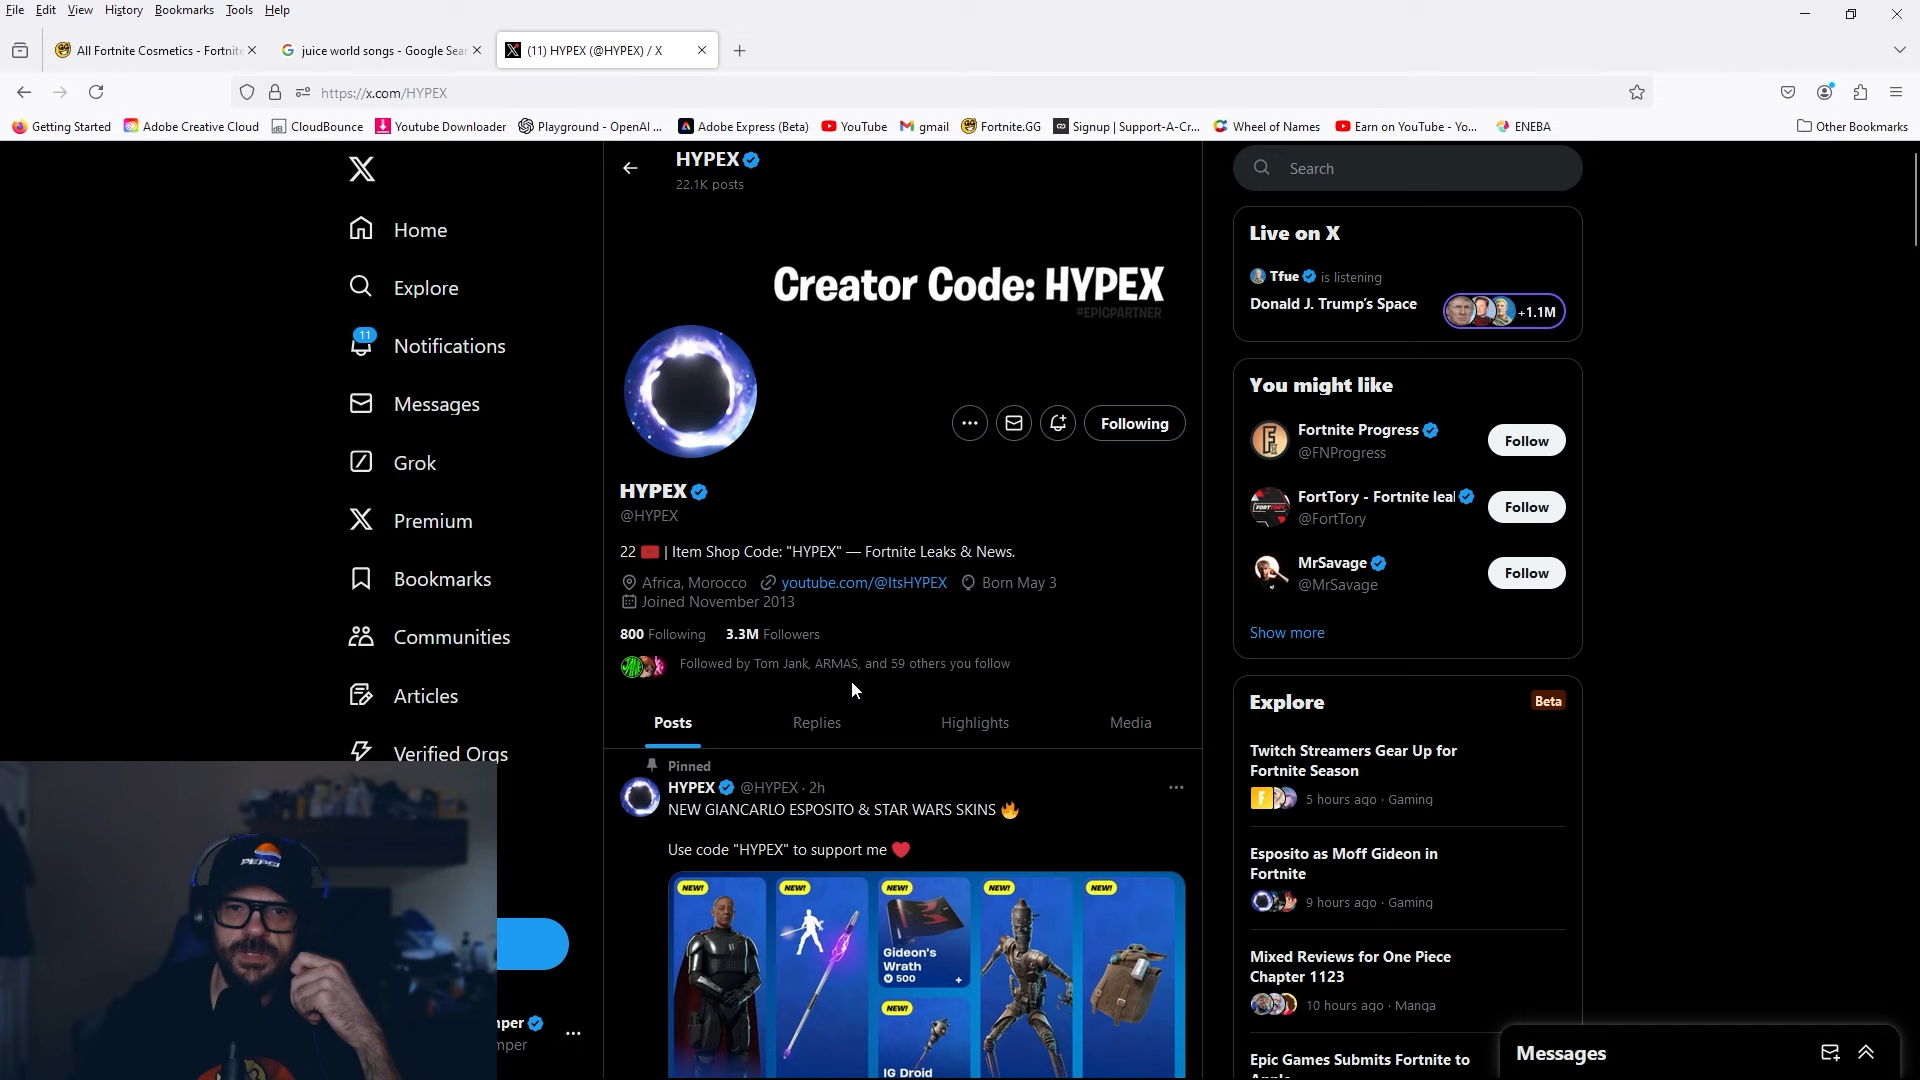 File Edit View History Bookmarks Tools Help
All Fortnite Cosmetics - Fortnite
juice world songs - Google Sear
(11) HYPEX (@HYPEX) / X
https://x.com/HYPEX
Getting Started Adobe Creative Cloud CloudBounce Youtube Downloader Playground - OpenAI ... Adobe Express (Beta) YouTube gmail Fortnite.GG Signup | Support-A-Cr... Wheel of Names Earn on YouTube - Yo... ENEBA Other Bookmarks
Home
Explore
11
Notifications
Messages
Grok
Premium
Bookmarks
Communities
Articles
Verified Orgs
HYPEX
22.1K posts
Creator Code: HYPEX
#EPICPARTNER
Following
HYPEX
@HYPEX
22 | Item Shop Code: "HYPEX" — Fortnite Leaks & News.
Africa, Morocco youtube.com/@ItsHYPEX Born May 3
Joined November 2013
800 Following 3.3M Followers
Followed by Tom Jank, ARMAS, and 59 others you follow
Posts Replies Highlights Media
Pinned
HYPEX @HYPEX · 2h
NEW GIANCARLO ESPOSITO & STAR WARS SKINS 🔥
Use code "HYPEX" to support me ❤️
NEW! NEW! NEW! NEW! NEW!
Gideon's
Wrath
500 +
NEW!
IG Droid
Search
Live on X
Tfue is listening
Donald J. Trump's Space
+1.1M
You might like
Fortnite Progress
@FNProgress
Follow
FortTory - Fortnite leal
@FortTory
Follow
MrSavage
@MrSavage
Follow
Show more
Explore
Beta
Twitch Streamers Gear Up for
Fortnite Season
5 hours ago · Gaming
Esposito as Moff Gideon in
Fortnite
9 hours ago · Gaming
Mixed Reviews for One Piece
Chapter 1123
10 hours ago · Manga
Epic Games Submits Fortnite to
Messages
PEPSI
nper
mper